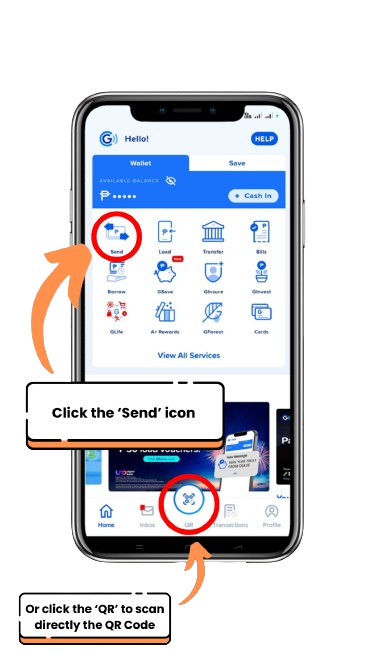 Hello!
HELP
Wallet
Save
AVAILABLE BALANCE
₱ •••••
+ Cash In
Send
Load
Transfer
Bills
New
Borrow
GSave
GInsure
GInvest
GLife
A+ Rewards
GForest
Cards
View All Services
Click the ‘Send’ icon
load vouchers!
Pa
You
Home
Inbox
QR
Transactions
Profile
Or click the ‘QR’ to scan
directly the QR Code